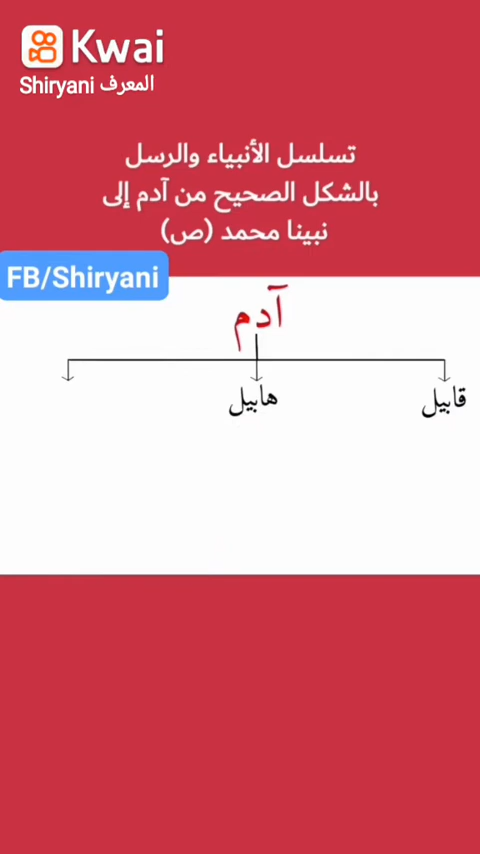 Kwai
المعرف Shiryani
تسلسل الأنبياء والرسل
بالشكل الصحيح من آدم إلى
نبينا محمد (ص)
FB/Shiryani
آدم
قابيل
هابيل